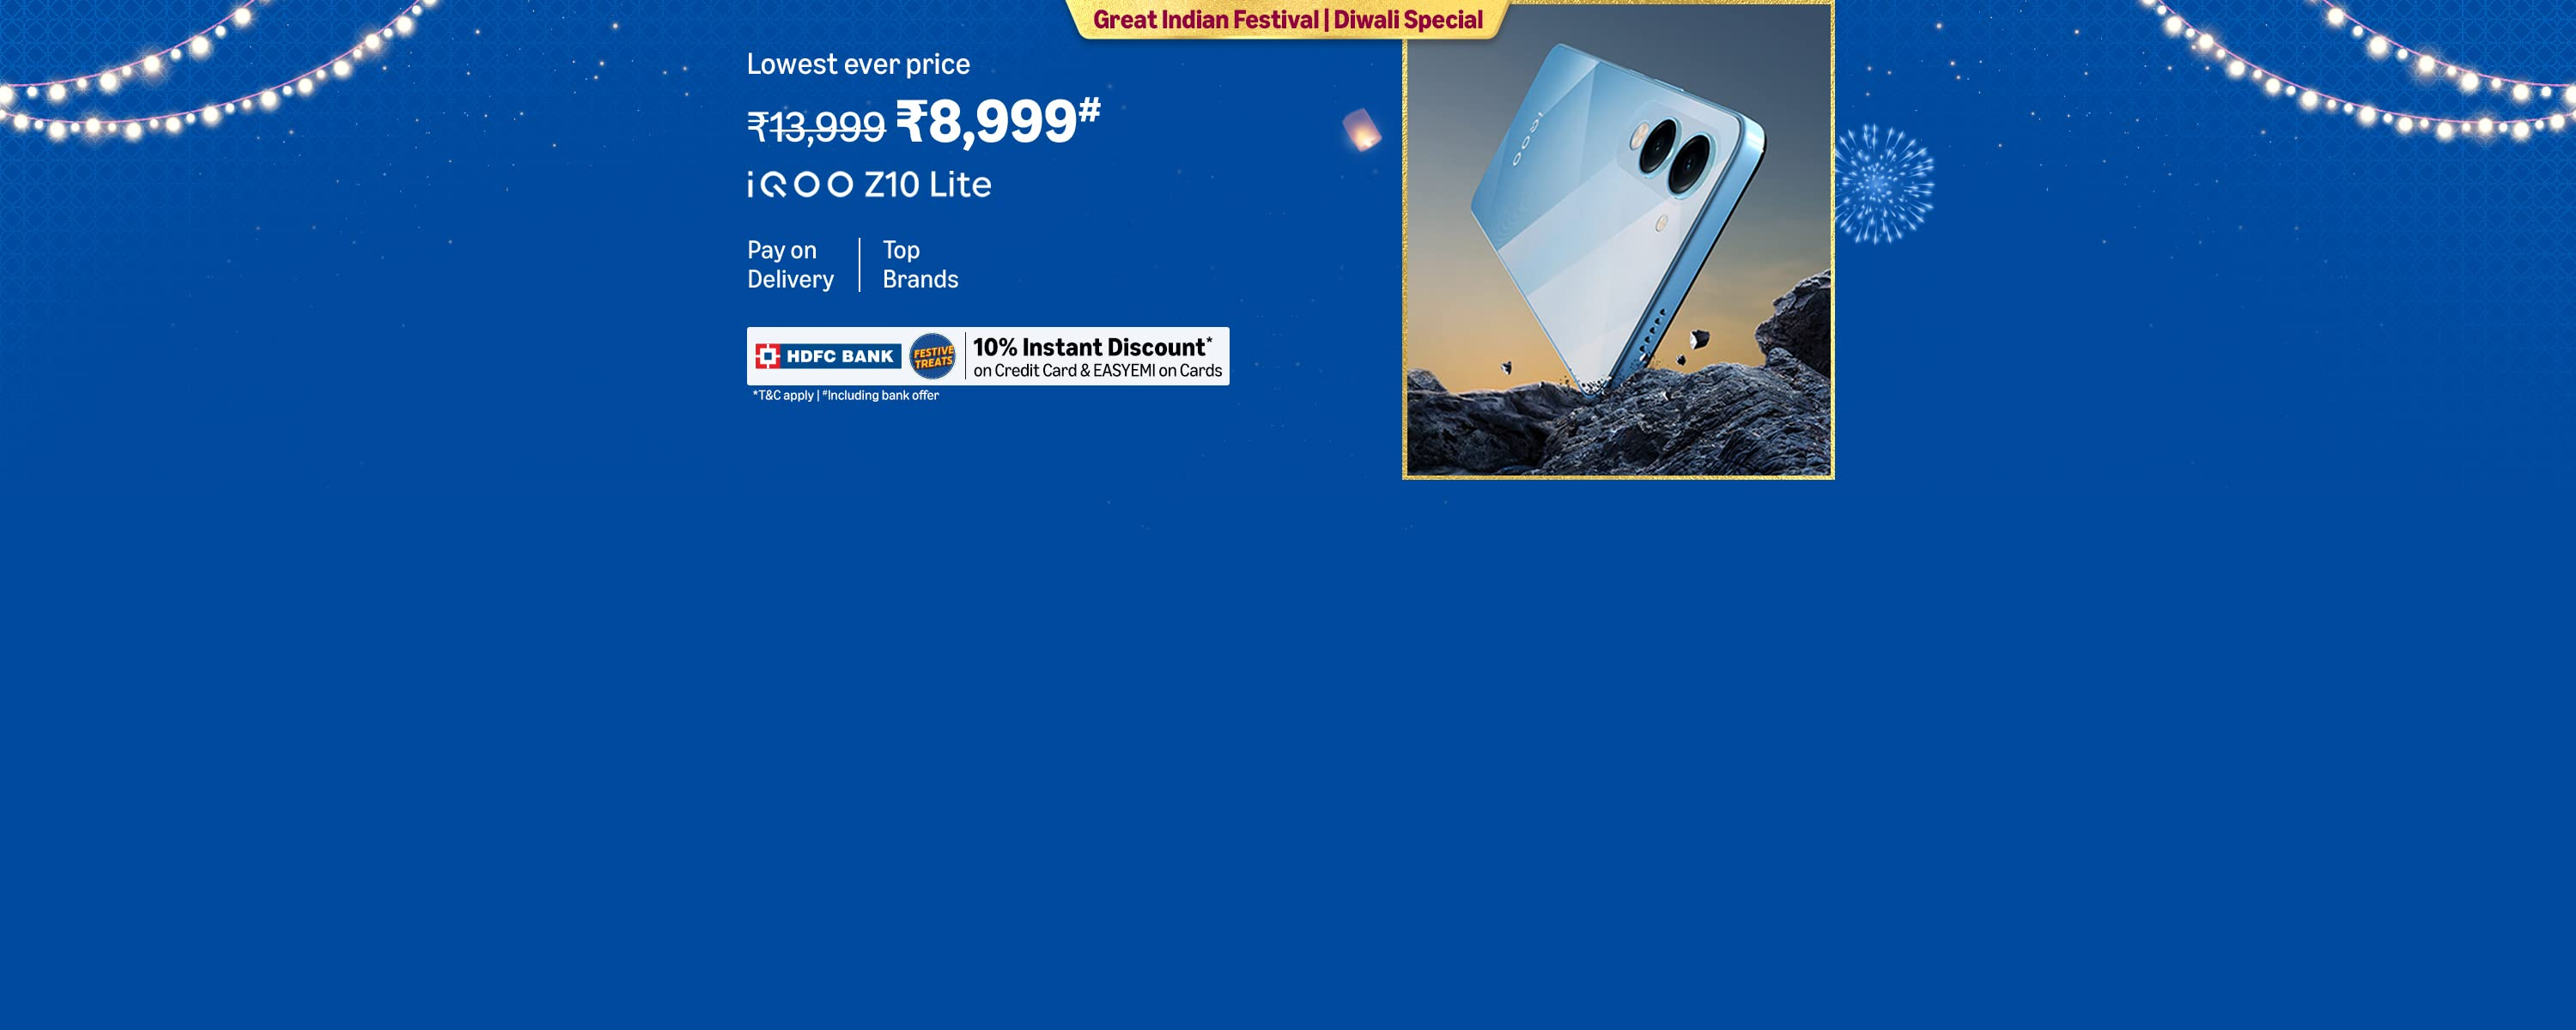 Great Indian Festival | Diwali Special
Lowest ever price
₹13,999 ₹8,999#
iQOO Z10 Lite
Pay on
Delivery
Top
Brands
HDFC BANK
FESTIVE
TREATS
10% Instant Discount*
on Credit Card & EASYEMI on Cards
*T&C apply | #Including bank offer
iQOO